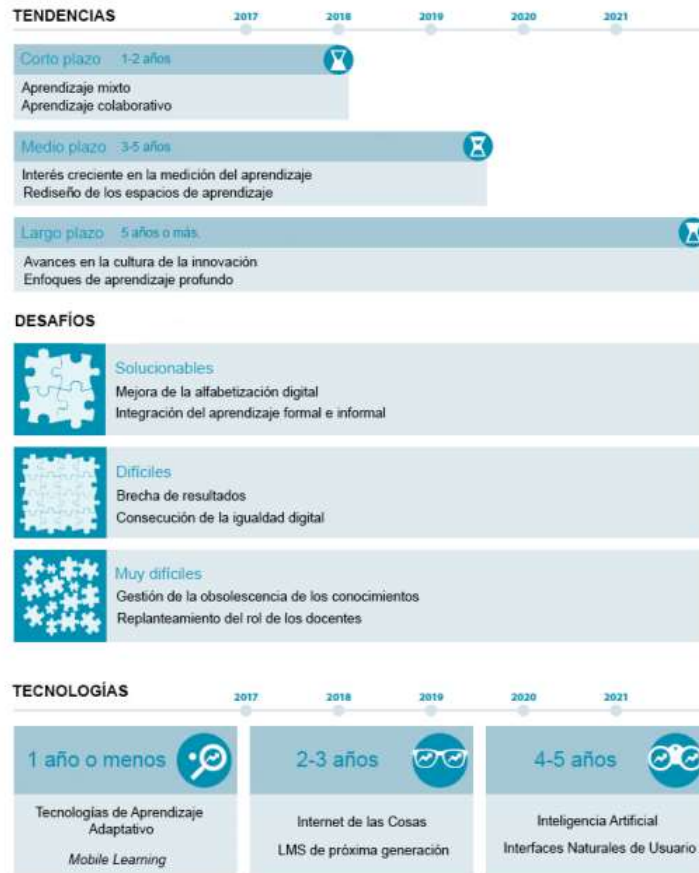 TENDENCIAS
2017 2018 2019 2020 2021
Corto plazo 1-2 años
Aprendizaje mixto
Aprendizaje colaborativo
Medio plazo 3-5 años
Interés creciente en la medición del aprendizaje
Rediseño de los espacios de aprendizaje
Largo plazo 5 años o más.
Avances en la cultura de la innovación
Enfoques de aprendizaje profundo
DESAFÍOS
Solucionables
Mejora de la alfabetización digital
Integración del aprendizaje formal e informal
Difíciles
Brecha de resultados
Consecución de la igualdad digital
Muy difíciles
Gestión de la obsolescencia de los conocimientos
Replanteamiento del rol de los docentes
TECNOLOGÍAS
2017 2018 2019 2020 2021
1 año o menos
Tecnologías de Aprendizaje
Adaptativo
Mobile Learning
2-3 años
Internet de las Cosas
LMS de próxima generación
4-5 años
Inteligencia Artificial
Interfaces Naturales de Usuario